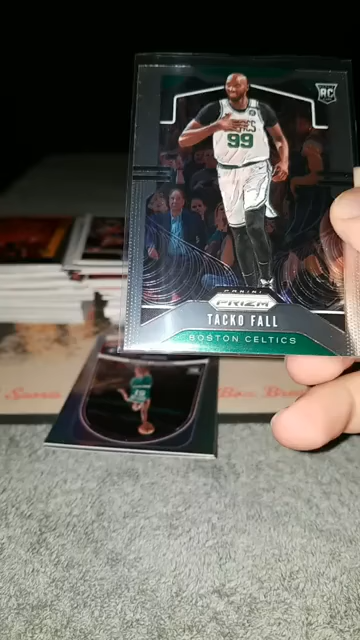 RC
99
PANINI
PRIZM
TACKO FALL
BOSTON CELTICS